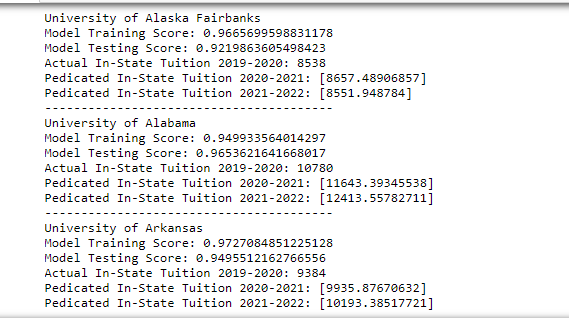 University of Alaska Fairbanks
Model Training Score: 0.9665699598831178
Model Testing Score: 0.9219863605498423
Actual In-State Tuition 2019-2020: 8538
Pedicated In-State Tuition 2020-2021: [8657.48906857]
Pedicated In-State Tuition 2021-2022: [8551.948784]
---------------------------------------
University of Alabama
Model Training Score: 0.949933564014297
Model Testing Score: 0.9653621641668017
Actual In-State Tuition 2019-2020: 10780
Pedicated In-State Tuition 2020-2021: [11643.39345538]
Pedicated In-State Tuition 2021-2022: [12413.55782711]
---------------------------------------
University of Arkansas
Model Training Score: 0.9727084851225128
Model Testing Score: 0.9495512162766556
Actual In-State Tuition 2019-2020: 9384
Pedicated In-State Tuition 2020-2021: [9935.87670632]
Pedicated In-State Tuition 2021-2022: [10193.38517721]